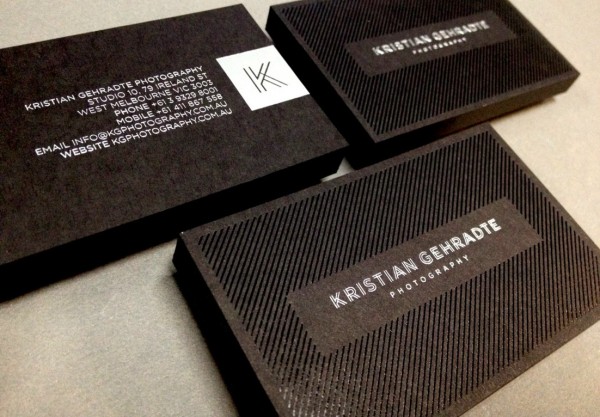 KRISTIAN GEHRADTE PHOTOGRAPHY
STUDIO 10, 79 IRELAND ST
WEST MELBOURNE VIC 3003
PHONE +61 3 9329 8001
MOBILE +61 411 867 558
EMAIL INFO@KGPHOTOGRAPHY.COM.AU
WEBSITE KGPHOTOGRAPHY.COM.AU
K
KRISTIAN GEHRADTE
PHOTOGRAPHY
KRISTIAN GEHRADTE
PHOTOGRAPHY